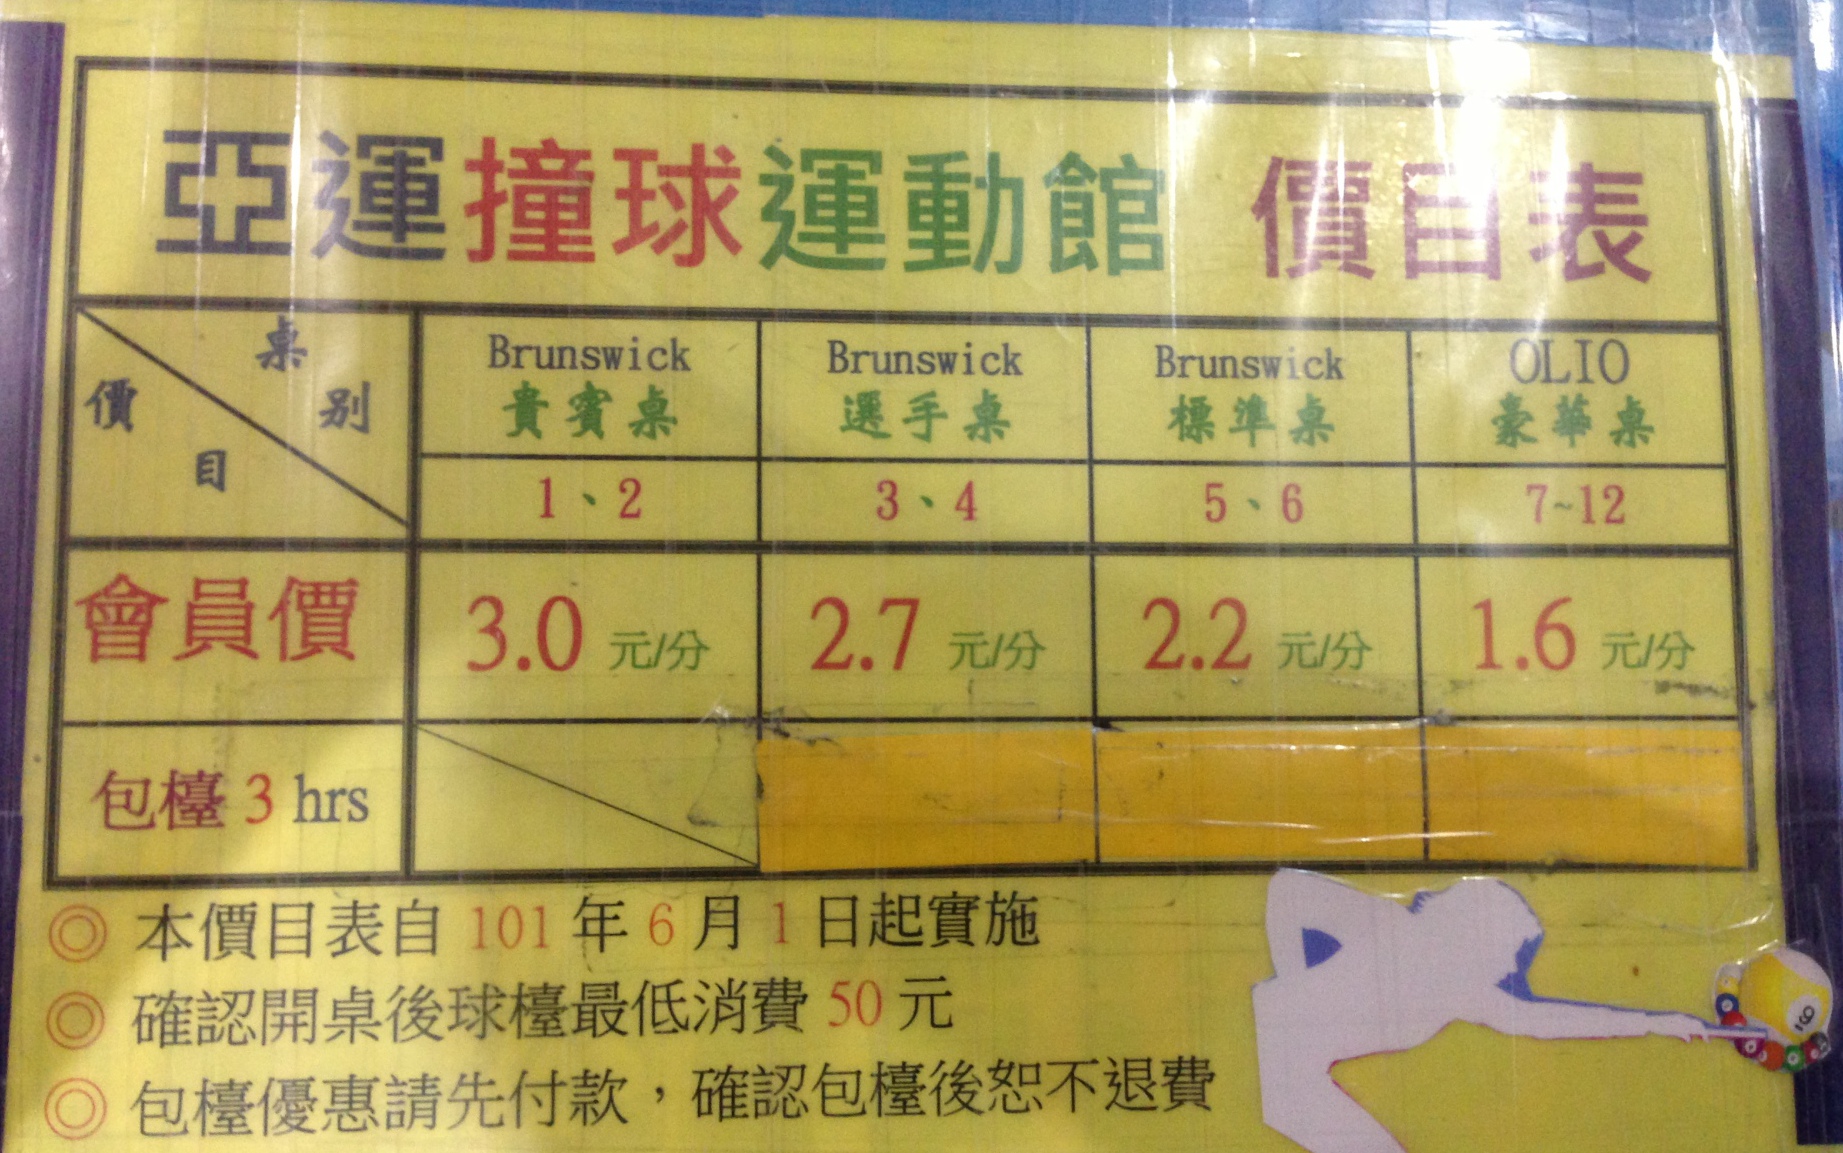 亞運撞球運動館 價目表
桌別
價目
Brunswick
貴賓桌
Brunswick
選手桌
Brunswick
標準桌
OLIO
豪華桌
1、2
3、4
5、6
7~12
會員價
3.0 元/分
2.7 元/分
2.2 元/分
1.6 元/分
包檯 3 hrs
◎ 本價目表自 101 年 6 月 1 日起實施
◎ 確認開桌後球檯最低消費 50 元
◎ 包檯優惠請先付款，確認包檯後恕不退費